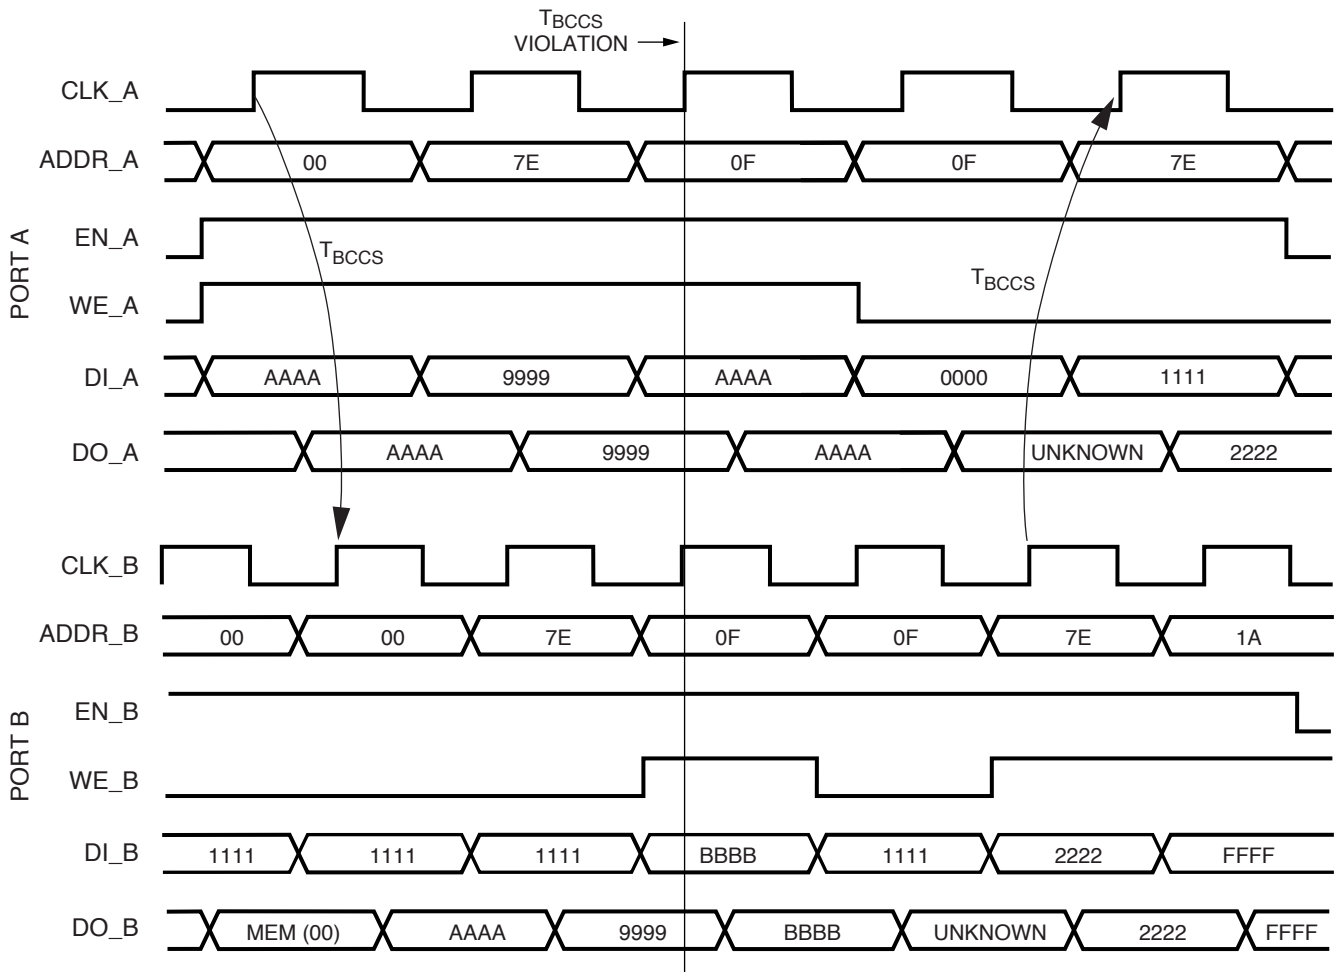 TBCCS
VIOLATION
CLK_A
ADDR_A 00 7E 0F 0F 7E
PORT A
EN_A
TBCCS
TBCCS
WE_A
DI_A AAAA 9999 AAAA 0000 1111
DO_A AAAA 9999 AAAA UNKNOWN 2222
CLK_B
ADDR_B 00 00 7E 0F 0F 7E 1A
PORT B
EN_B
WE_B
DI_B 1111 1111 1111 BBBB 1111 2222 FFFF
DO_B MEM (00) AAAA 9999 BBBB UNKNOWN 2222 FFFF